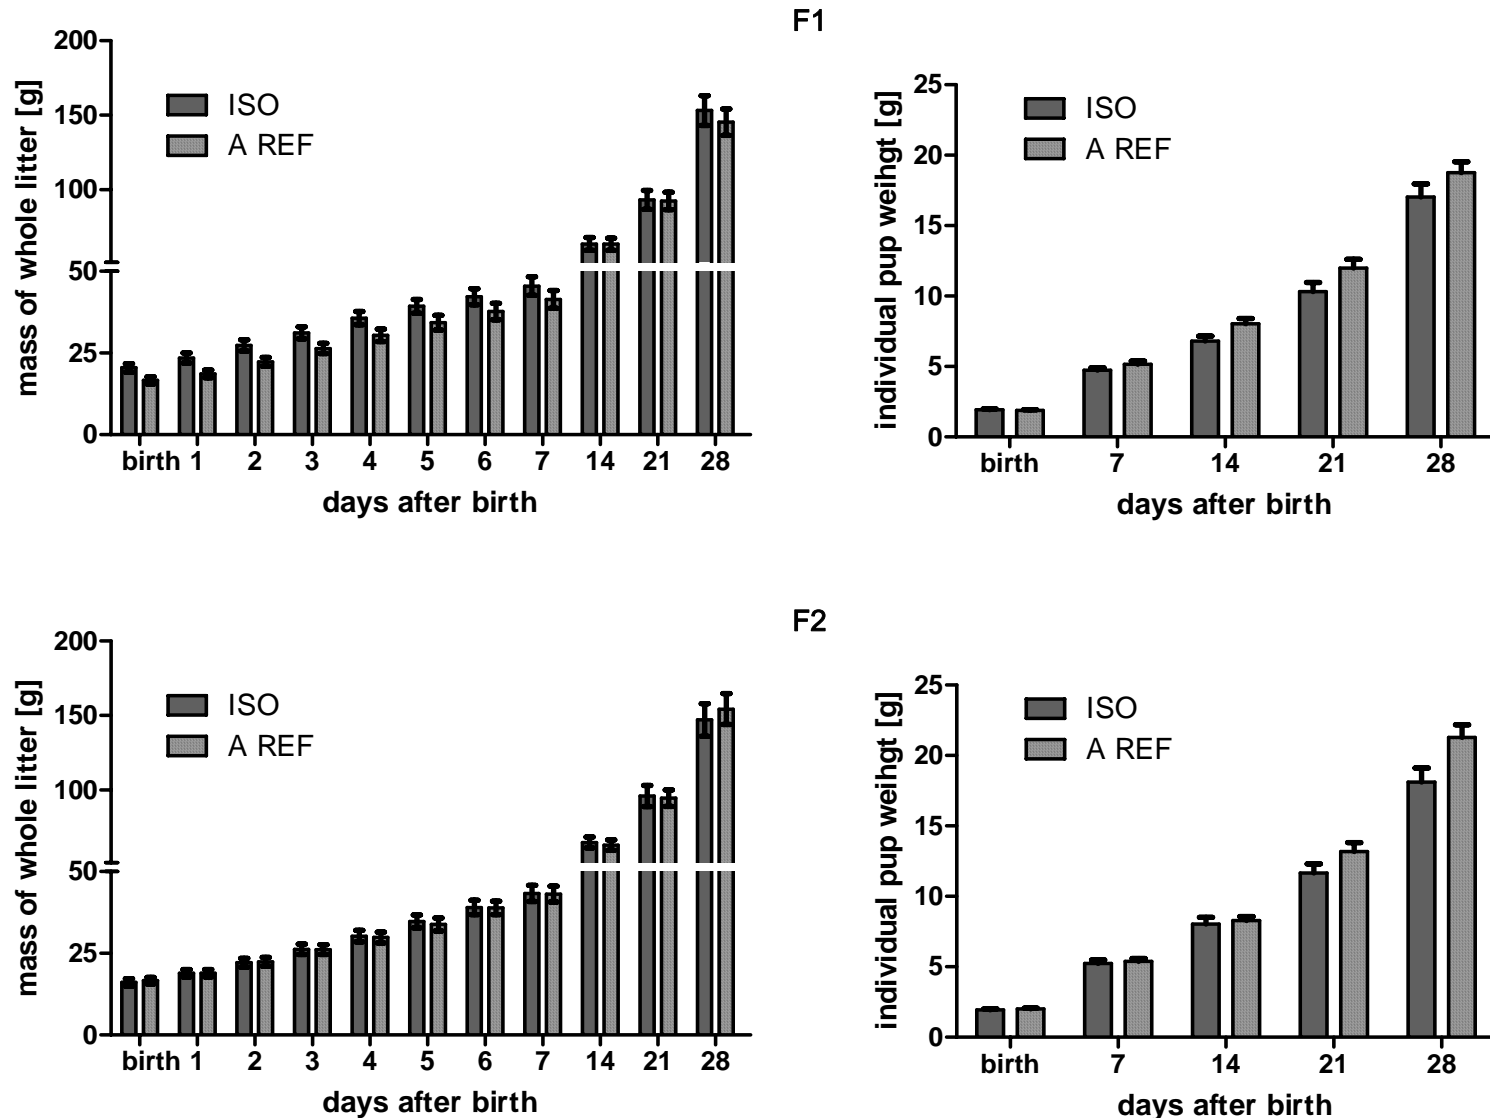 F1
mass of whole litter [g]
200
150
100
50
25
0
ISO
A REF
birth 1 2 3 4 5 6 7 14 21 28
days after birth
individual pup weihgt [g]
25
20
15
10
5
0
ISO
A REF
birth 7 14 21 28
days after birth
F2
mass of whole litter [g]
200
150
100
50
25
0
ISO
A REF
birth 1 2 3 4 5 6 7 14 21 28
days after birth
individual pup weihgt [g]
25
20
15
10
5
0
ISO
A REF
birth 7 14 21 28
days after birth